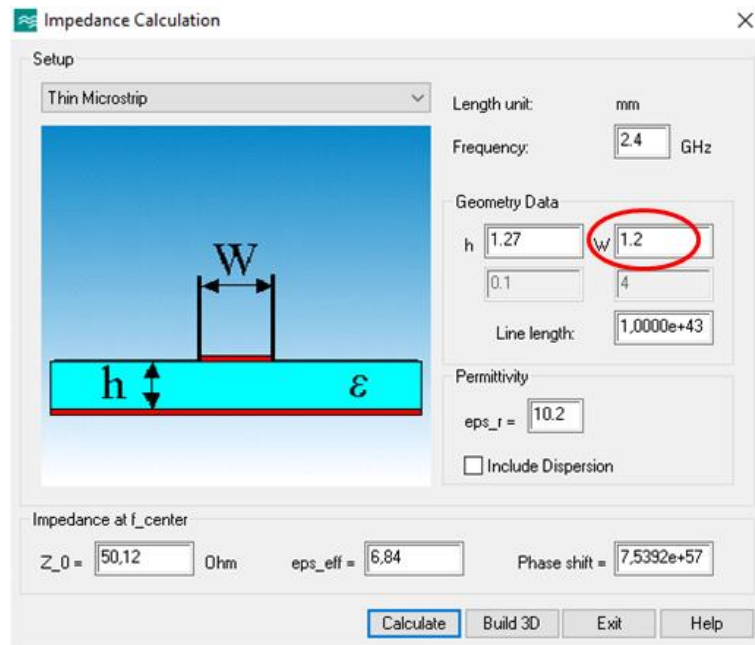 Impedance Calculation
Setup
Thin Microstrip
Length unit: mm
Frequency: 2.4 GHz
Geometry Data
h 1.27 W 1.2
0.1 4
Line length: 1,0000e+43
Permittivity
eps_r = 10.2
Include Dispersion
W
h ε
Impedance at f_center
Z_0 = 50,12 Ohm eps_eff = 6,84 Phase shift = 7,5392e+57
Calculate Build 3D Exit Help